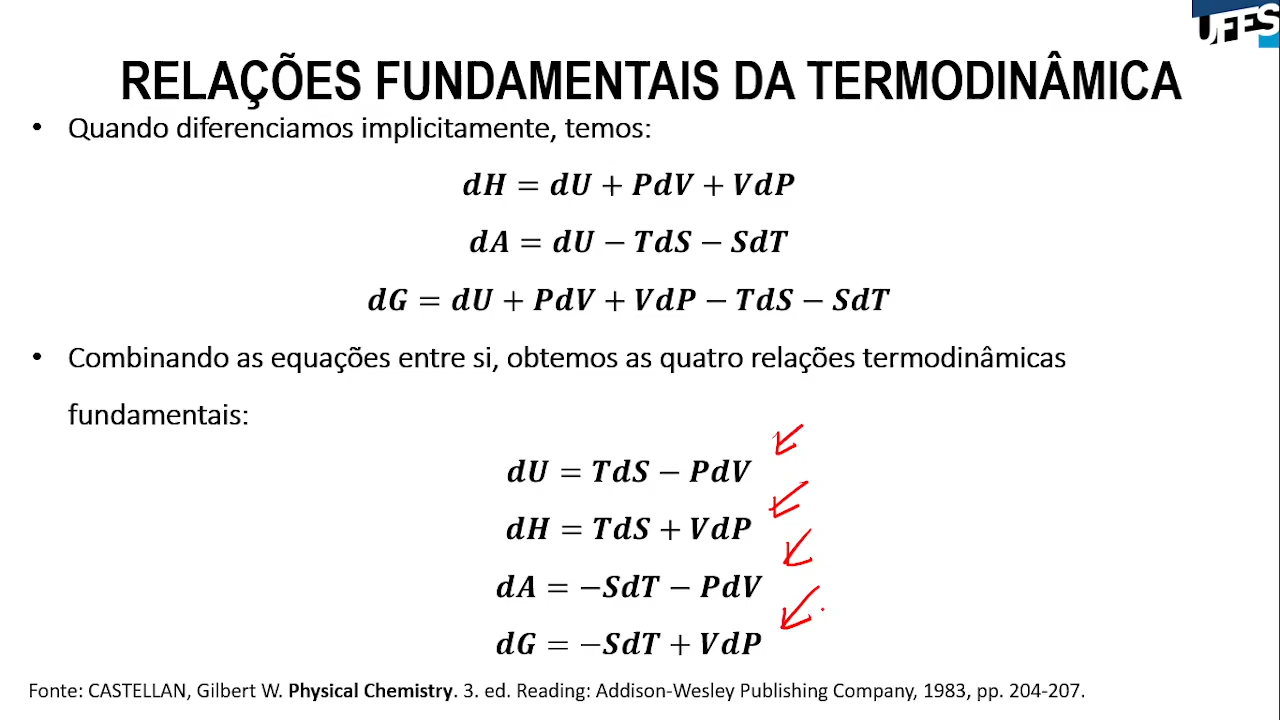 UFES
RELAÇÕES FUNDAMENTAIS DA TERMODINÂMICA
• Quando diferenciamos implicitamente, temos:
dH = dU + PdV + VdP
dA = dU − TdS − SdT
dG = dU + PdV + VdP − TdS − SdT
• Combinando as equações entre si, obtemos as quatro relações termodinâmicas
fundamentais:
dU = TdS − PdV
dH = TdS + VdP
dA = −SdT − PdV
dG = −SdT + VdP
Fonte: CASTELLAN, Gilbert W. Physical Chemistry. 3. ed. Reading: Addison-Wesley Publishing Company, 1983, pp. 204-207.